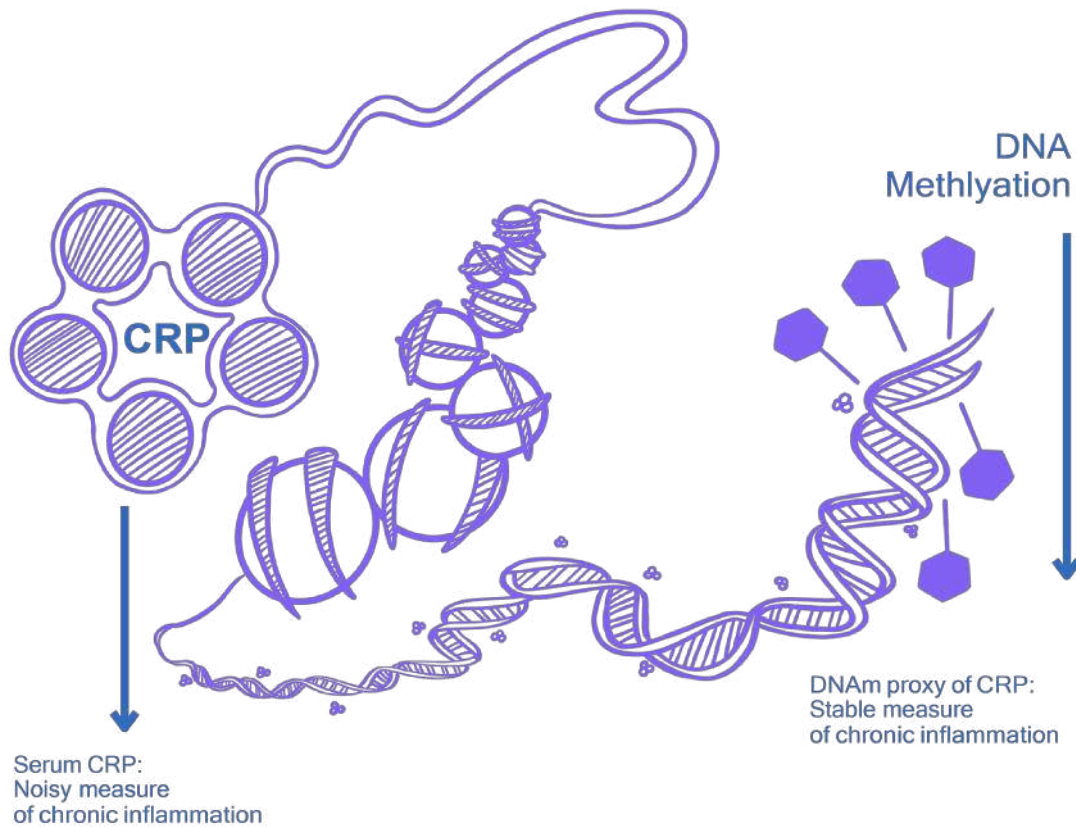 CRP
DNA
Methlyation
DNAm proxy of CRP:
Stable measure
of chronic inflammation
Serum CRP:
Noisy measure
of chronic inflammation